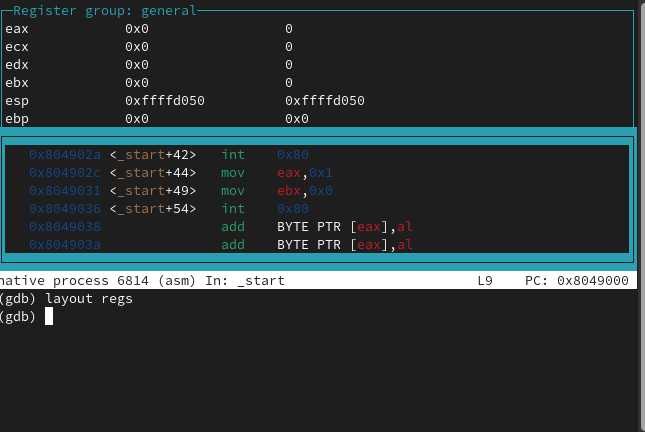 Register group: general
eax 0x0 0
ecx 0x0 0
edx 0x0 0
ebx 0x0 0
esp 0xffffd050 0xffffd050
ebp 0x0 0x0
0x804902a <_start+42> int 0x80
0x804902c <_start+44> mov eax,0x1
0x8049031 <_start+49> mov ebx,0x0
0x8049036 <_start+54> int 0x80
0x8049038 add BYTE PTR [eax],al
0x804903a add BYTE PTR [eax],al
native process 6814 (asm) In: _start L9 PC: 0x8049000
(gdb) layout regs
(gdb)